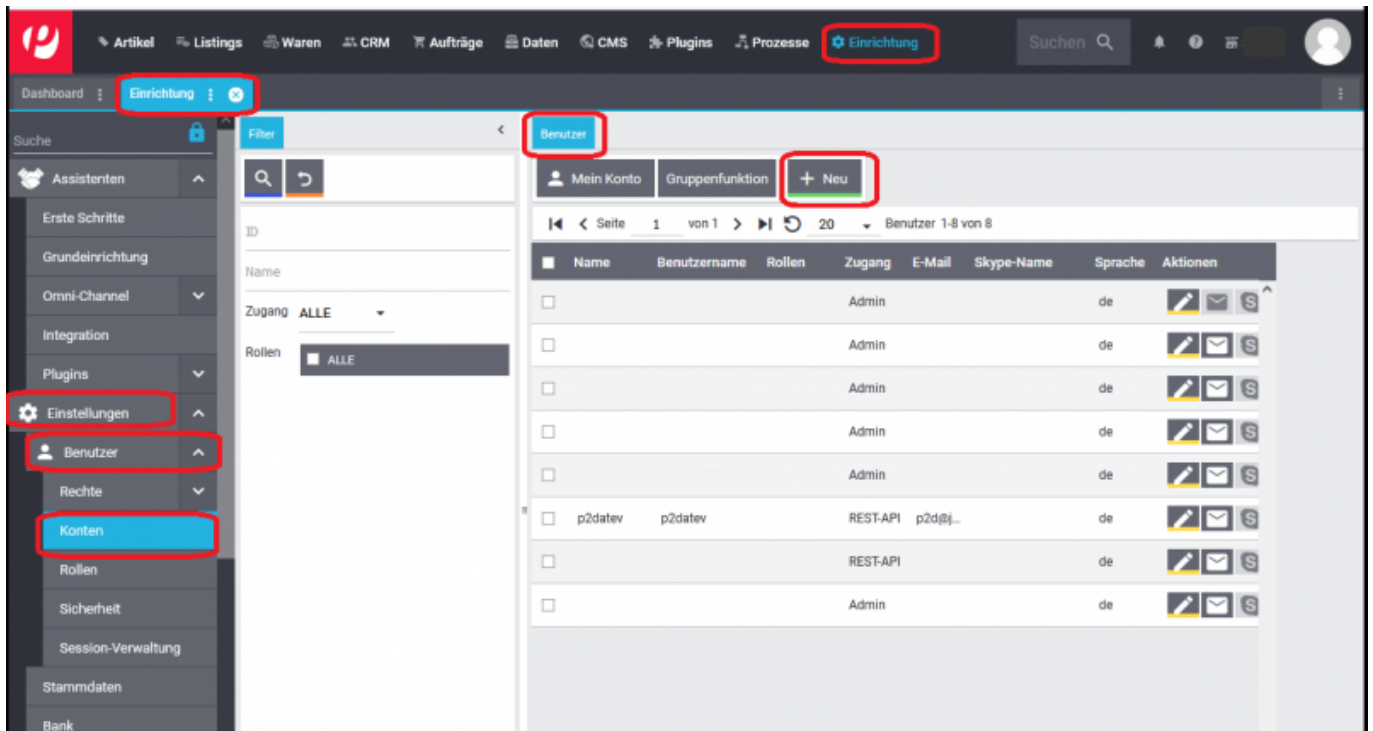 Artikel Listings Waren CRM Aufträge Daten CMS Plugins Prozesse Einrichtung Suchen
Dashboard Einrichtung
Suche
Assistenten
Erste Schritte
Grundeinrichtung
Omni-Channel
Integration
Plugins
Einstellungen
Benutzer
Rechte
Konten
Rollen
Sicherheit
Session-Verwaltung
Stammdaten
Bank
Filter
ID
Name
Zugang ALLE
Rollen ALLE
Benutzer
Mein Konto Gruppenfunktion + Neu
Seite 1 von 1 20 Benutzer 1-8 von 8
Name Benutzername Rollen Zugang E-Mail Skype-Name Sprache Aktionen
Admin de
Admin de
Admin de
Admin de
Admin de
p2datev p2datev REST-API p2d@j... de
REST-API de
Admin de